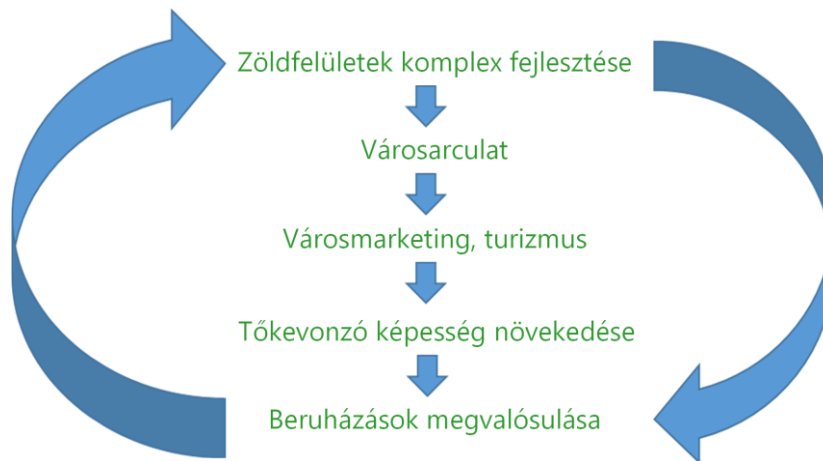 Zöldfelületek komplex fejlesztése
Városarculat
Városmarketing, turizmus
Tőkevonzó képesség növekedése
Beruházások megvalósulása